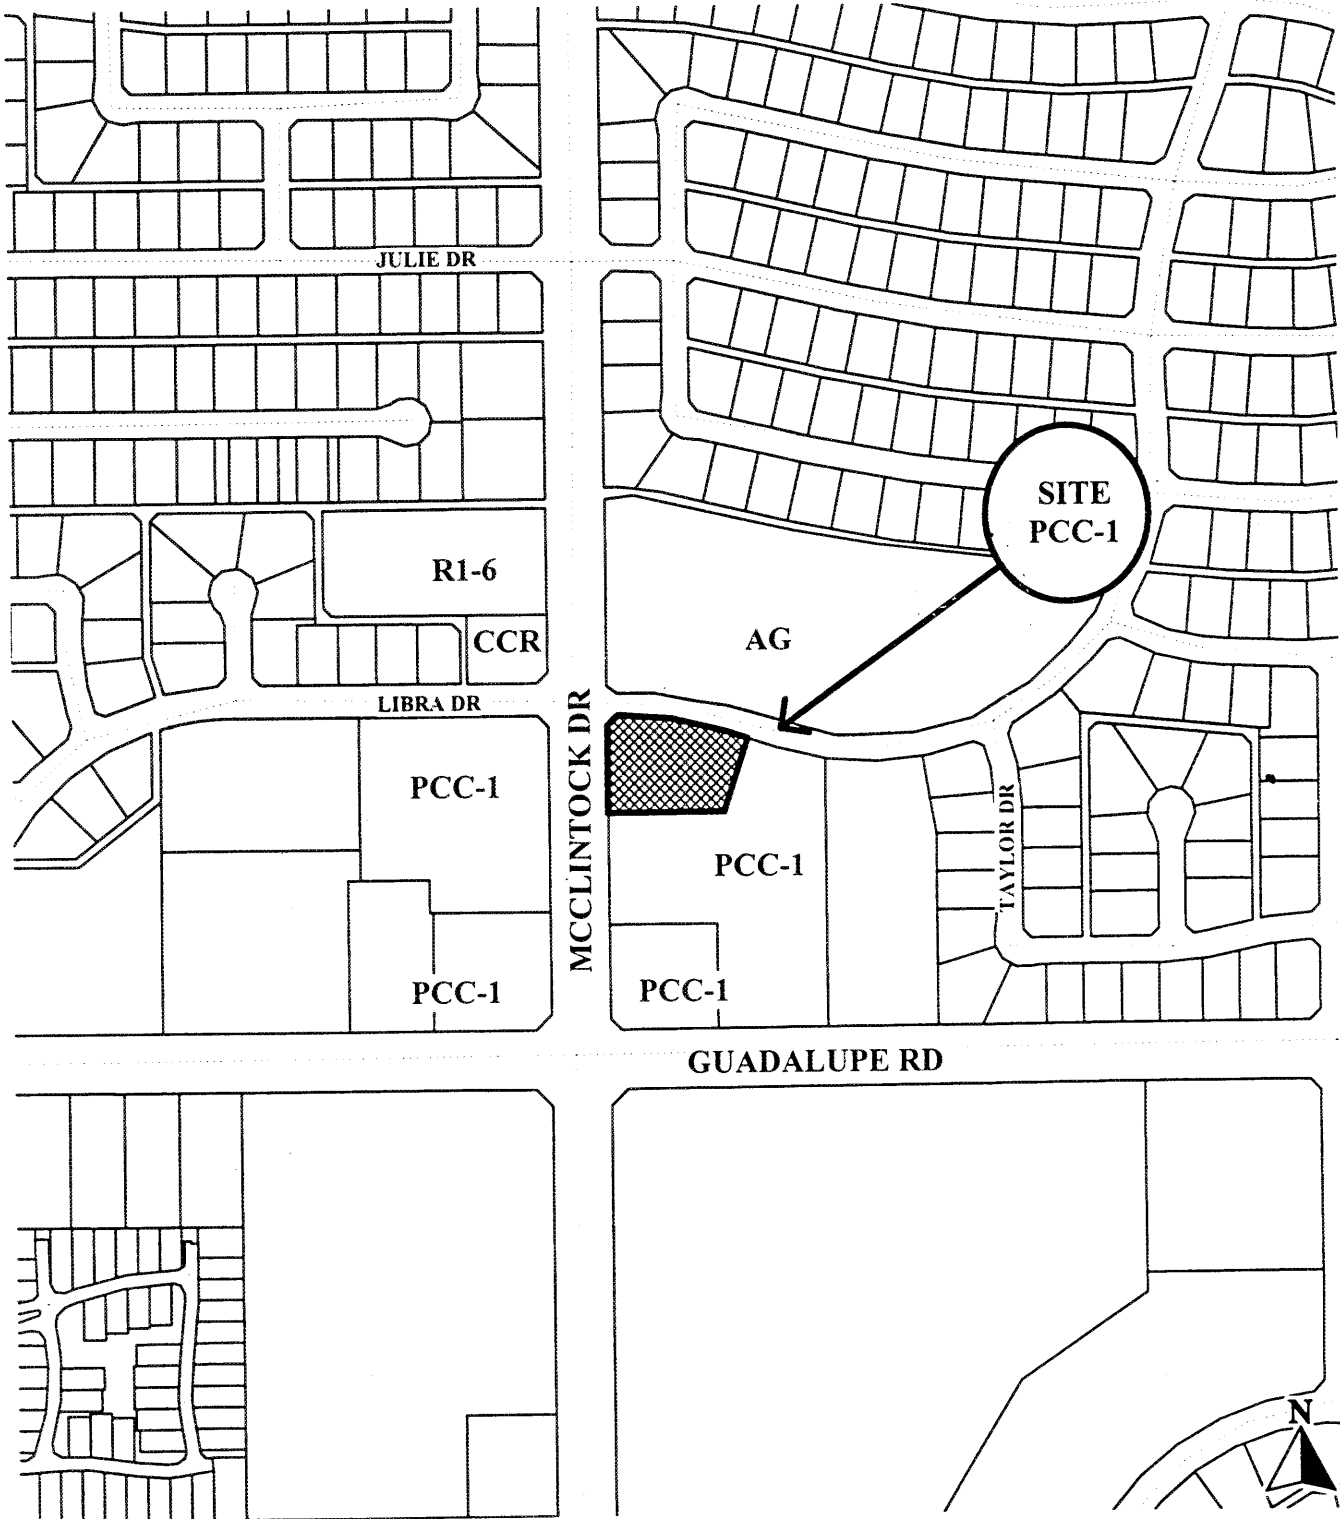 JULIE DR
SITE
PCC-1
R1-6
CCR
AG
LIBRA DR
MCCLINTOCK DR
PCC-1
TAYLOR DR
PCC-1
PCC-1
PCC-1
GUADALUPE RD
N